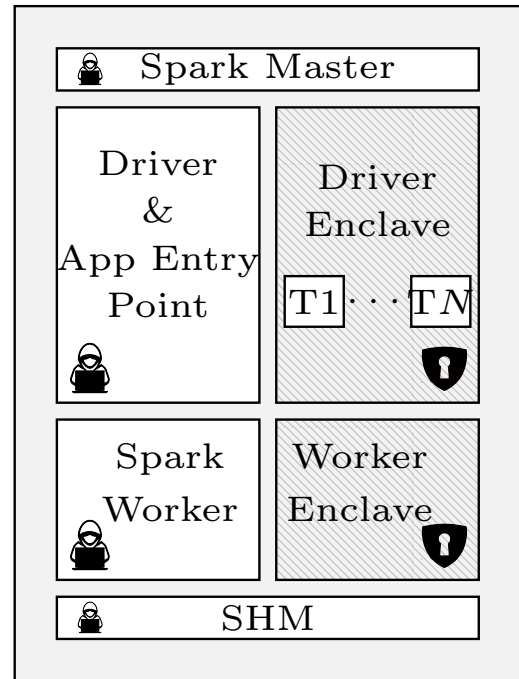 Spark Master
Driver
&
App Entry
Point
Driver
Enclave
T1 ··· TN
Spark
Worker
Worker
Enclave
SHM